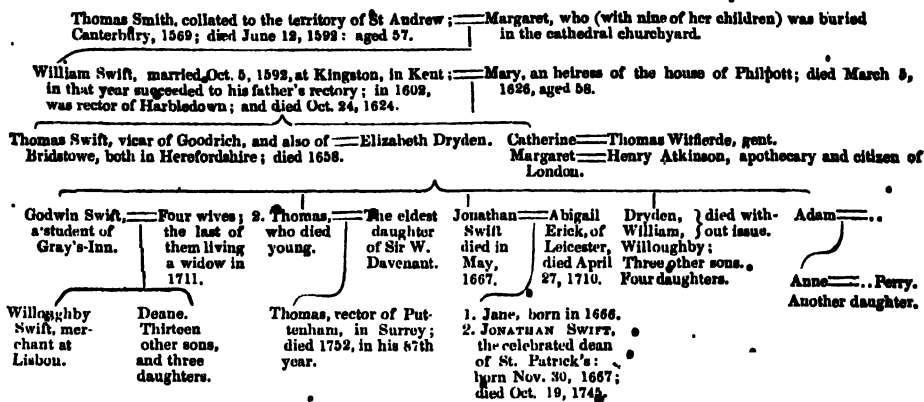 Thomas Smith, collated to the territory of St Andrew;
Canterbury, 1569; died June 12, 1592: aged 57.
Margaret, who (with nine of her children) was buried
in the cathedral churchyard.
William Swift, married Oct. 5, 1592, at Kingston, in Kent;
in that year succeeded to his father's rectory; in 1602,
was rector of Harbledown; and died Oct. 24, 1624.
Mary, an heiress of the house of Philpott; died March 5,
1626, aged 58.
Thomas Swift, vicar of Goodrich, and also of
Bridstowe, both in Herefordshire; died 1658.
Elizabeth Dryden.
Catherine
Thomas Witherde, gent.
Margaret
Henry Atkinson, apothecary and citizen of
London.
Godwin Swift,
a student of
Gray's-Inn.
Four wives;
the last of
them living
a widow in
1711.
2. Thomas,
who died
young.
The eldest
daughter
of Sir W.
Davenant.
Jonathan
Swift
died in
May,
1667.
Abigail
Erick, of
Leicester,
died April
27, 1710.
Dryden, } died with-
William, } out issue.
Willoughby;
Three other sons.
Four daughters.
Adam
..
Anne
.. Perry.
Another daughter.
Willoughby
Swift, mer-
chant at
Lisbon.
Deane.
Thirteen
other sons,
and three
daughters.
Thomas, rector of Put-
tenham, in Surrey;
died 1752, in his 87th
year.
1. Jane, born in 1666.
2. JONATHAN SWIFT,
the celebrated dean
of St. Patrick's:
born Nov. 30, 1667;
died Oct. 19, 1745.